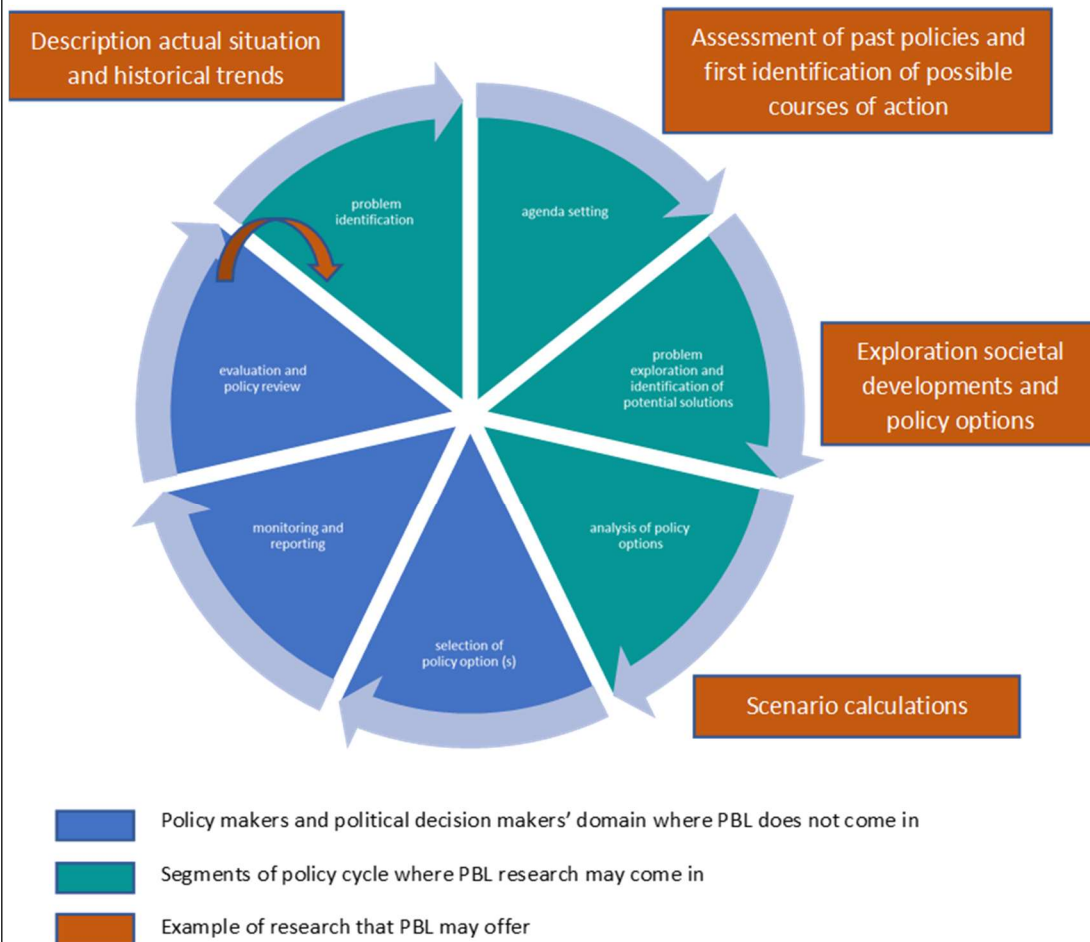 Description actual situation
and historical trends
Assessment of past policies and
first identification of possible
courses of action
problem
identification
agenda setting
evaluation and
policy review
problem
exploration and
identification of
potential solutions
Exploration societal
developments and
policy options
monitoring and
reporting
analysis of policy
options
selection of
policy option (s)
Scenario calculations
Policy makers and political decision makers’ domain where PBL does not come in
Segments of policy cycle where PBL research may come in
Example of research that PBL may offer